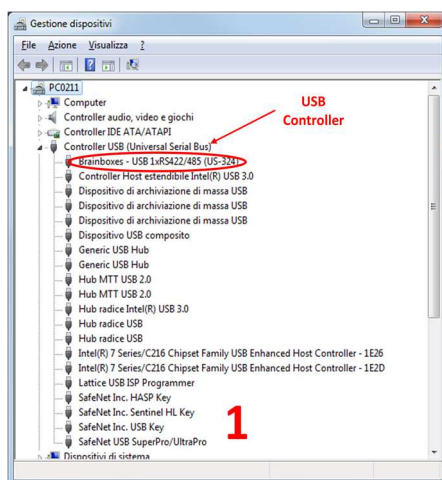 Gestione dispositivi
File Azione Visualizza ?
PC0211
Computer
Controller audio, video e giochi
Controller IDE ATA/ATAPI
Controller USB (Universal Serial Bus)
Brainboxes - USB 1xRS422/485 (US-324)
Controller Host estendibile Intel(R) USB 3.0
Dispositivo di archiviazione di massa USB
Dispositivo di archiviazione di massa USB
Dispositivo di archiviazione di massa USB
Dispositivo USB composito
Generic USB Hub
Generic USB Hub
Hub MTT USB 2.0
Hub MTT USB 2.0
Hub radice Intel(R) USB 3.0
Hub radice USB
Hub radice USB
Intel(R) 7 Series/C216 Chipset Family USB Enhanced Host Controller - 1E26
Intel(R) 7 Series/C216 Chipset Family USB Enhanced Host Controller - 1E2D
Lattice USB ISP Programmer
SafeNet Inc. HASP Key
SafeNet Inc. Sentinel HL Key
SafeNet Inc. USB Key
SafeNet USB SuperPro/UltraPro
Dispositivi di sistema
USB
Controller
1